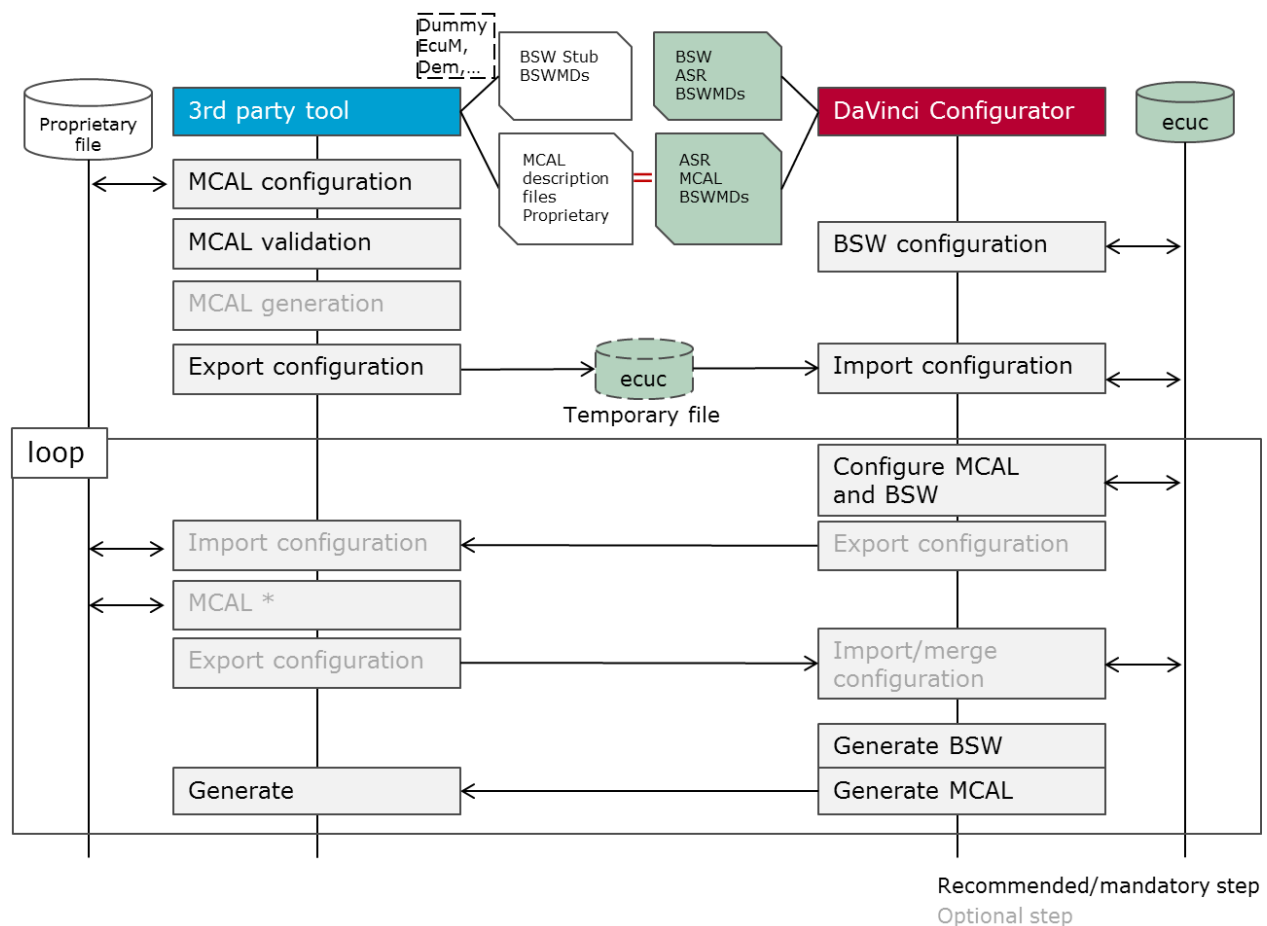 Dummy
EcuM,
Dem,...
BSW Stub
BSWMDs
BSW
ASR
BSWMDs
Proprietary
file
3rd party tool
DaVinci Configurator
ecuc
MCAL
description
files
Proprietary
=
ASR
MCAL
BSWMDs
MCAL configuration
MCAL validation
BSW configuration
MCAL generation
Export configuration
ecuc
Temporary file
Import configuration
loop
Configure MCAL
and BSW
Import configuration
Export configuration
MCAL *
Export configuration
Import/merge
configuration
Generate BSW
Generate
Generate MCAL
Recommended/mandatory step
Optional step